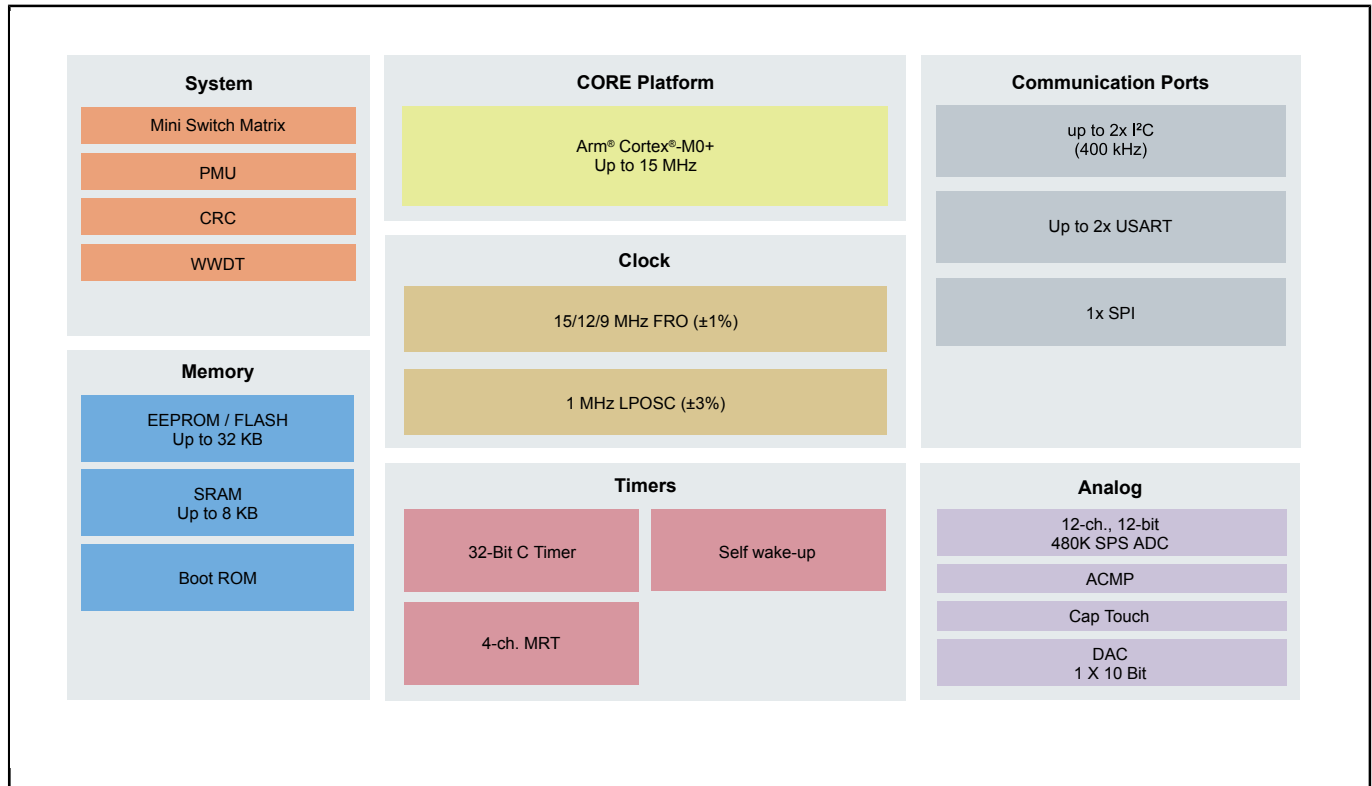 System
Mini Switch Matrix
PMU
CRC
WWDT
Memory
EEPROM / FLASH
Up to 32 KB
SRAM
Up to 8 KB
Boot ROM
CORE Platform
Arm® Cortex®-M0+
Up to 15 MHz
Clock
15/12/9 MHz FRO (±1%)
1 MHz LPOSC (±3%)
Timers
32-Bit C Timer
Self wake-up
4-ch. MRT
Communication Ports
up to 2x I²C
(400 kHz)
Up to 2x USART
1x SPI
Analog
12-ch., 12-bit
480K SPS ADC
ACMP
Cap Touch
DAC
1 X 10 Bit